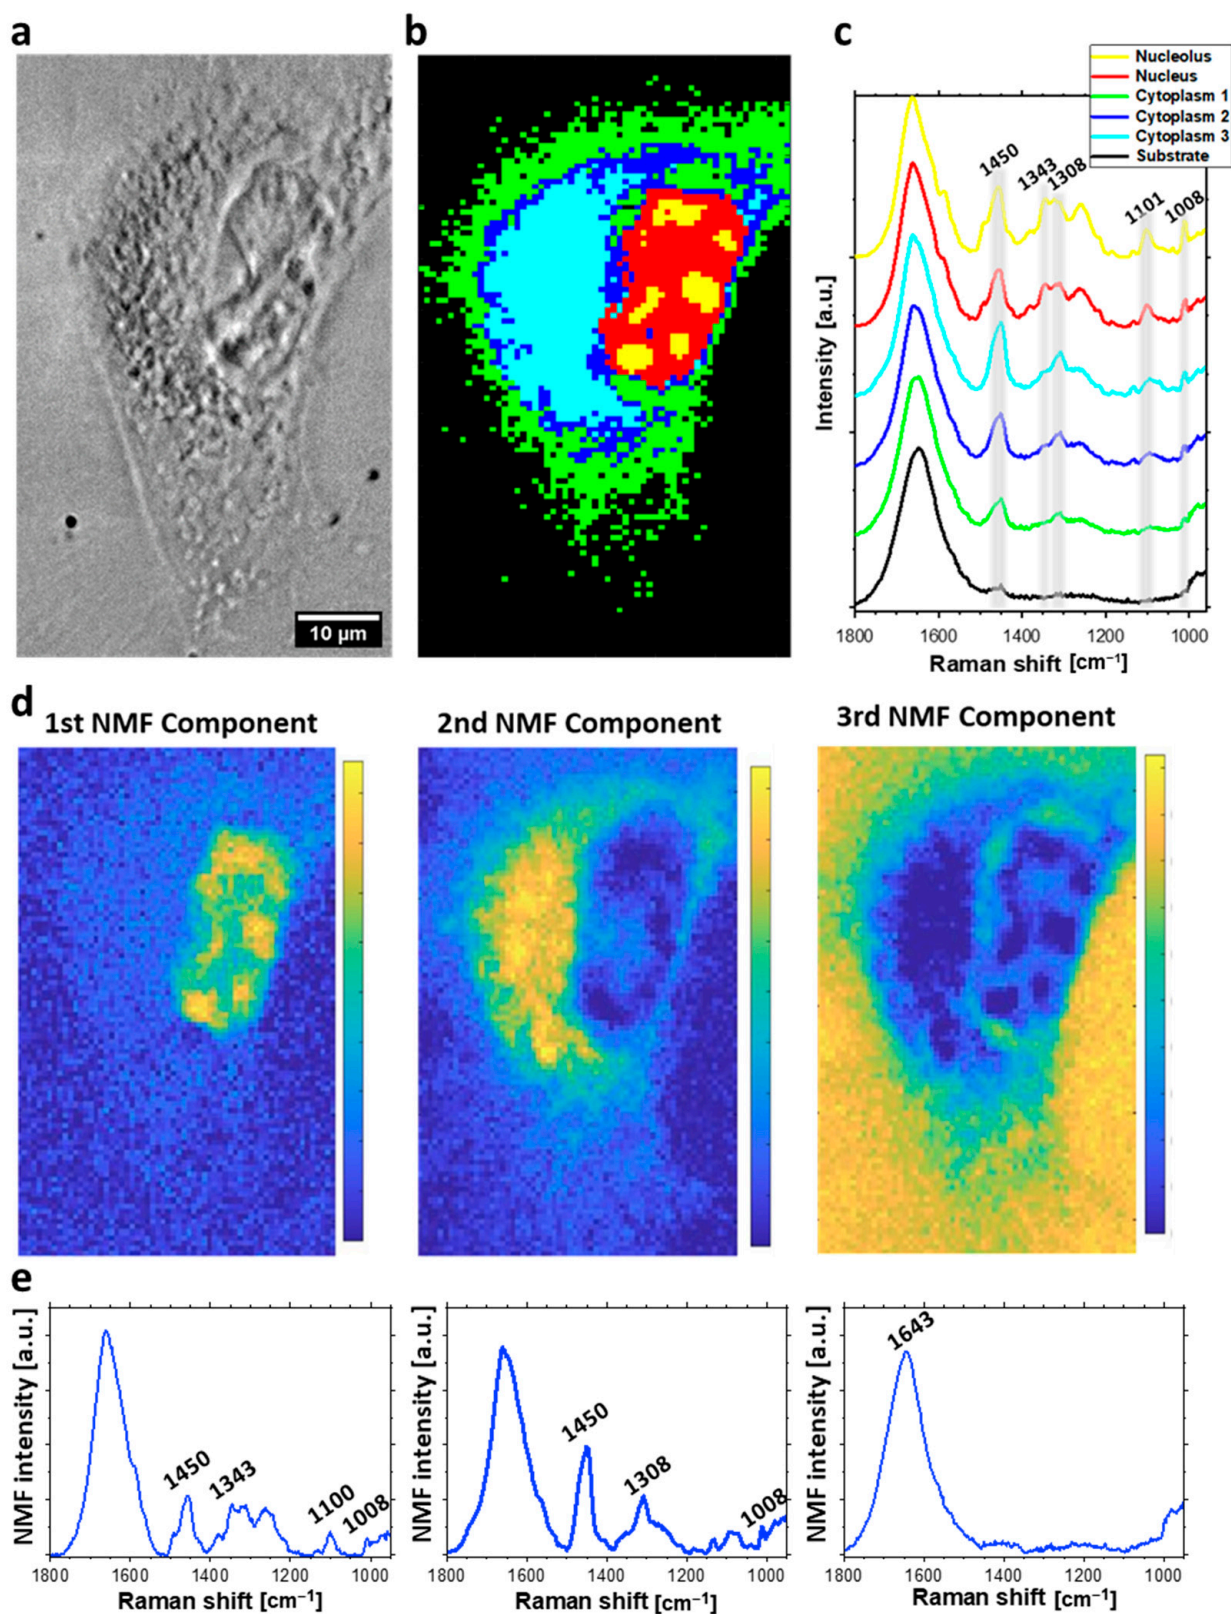 a
b
c
10 µm
Nucleolus
Nucleus
Cytoplasm 1
Cytoplasm 2
Cytoplasm 3
Substrate
1450
1343
1308
1101
1008
Intensity [a.u.]
1800 1600 1400 1200 1000
Raman shift [cm⁻¹]
d
1st NMF Component
2nd NMF Component
3rd NMF Component
e
NMF intensity [a.u.]
1450
1343
1100
1008
1800 1600 1400 1200 1000
Raman shift [cm⁻¹]
NMF intensity [a.u.]
1450
1308
1008
1800 1600 1400 1200 1000
Raman shift [cm⁻¹]
NMF intensity [a.u.]
1643
1800 1600 1400 1200 1000
Raman shift [cm⁻¹]